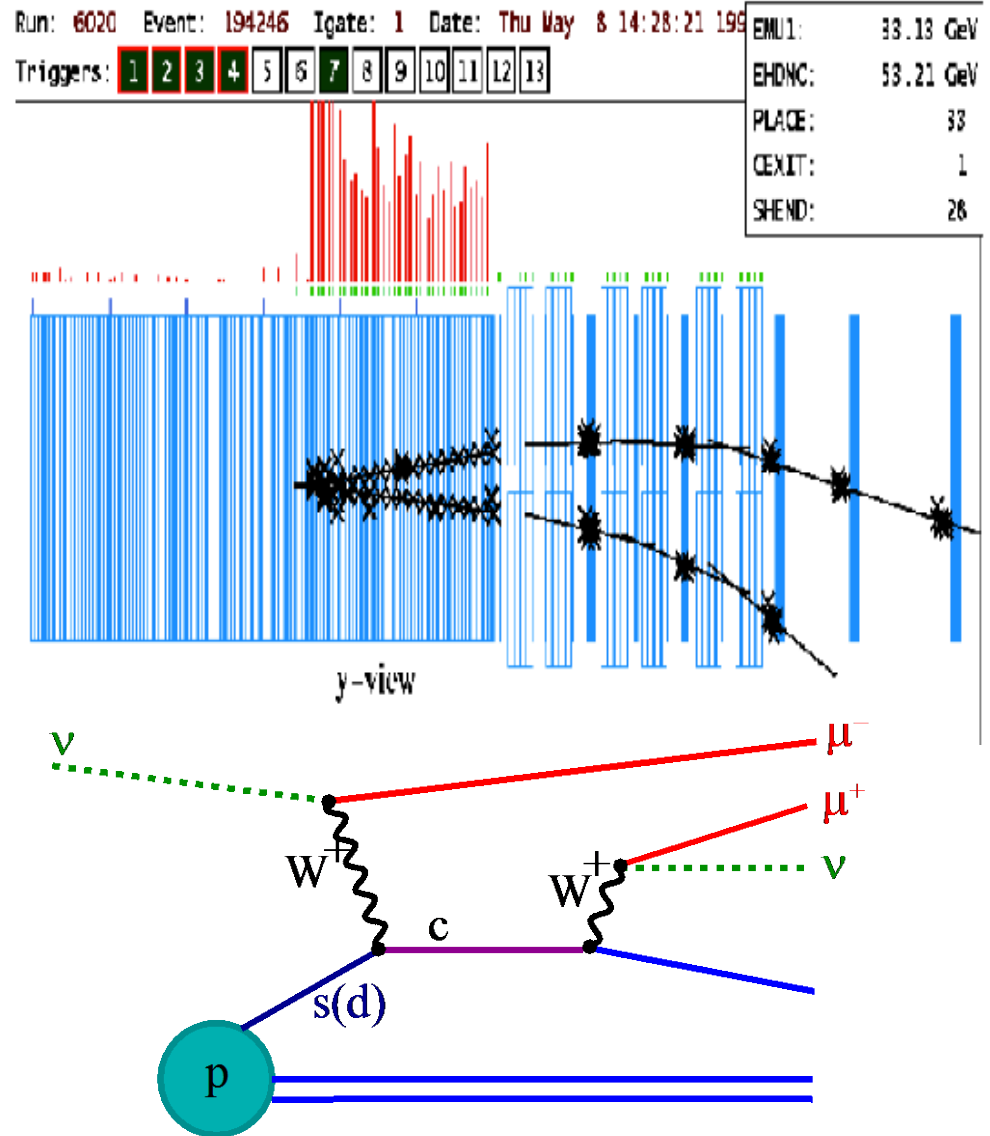 Run: 6020 Event: 194246 Igate: 1 Date: Thu May 8 14:28:21 199
Triggers: 1 2 3 4 5 6 7 8 9 10 11 12 13
EMU1: 33.13 GeV
EHDNC: 53.21 GeV
PLACE: 33
CEXIT: 1
SHEND: 28
y-view
ν
μ⁻
μ⁺
W⁺
W⁺
ν
c
s(d)
p